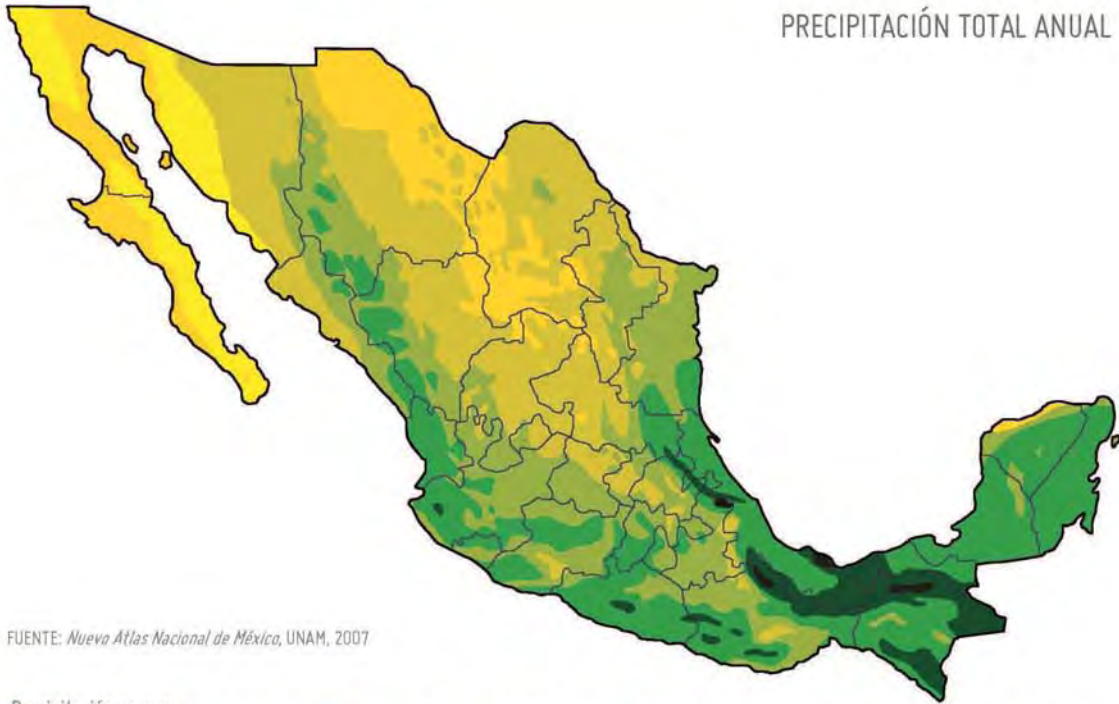 PRECIPITACIÓN TOTAL ANUAL
FUENTE: Nuevo Atlas Nacional de México, UNAM, 2007